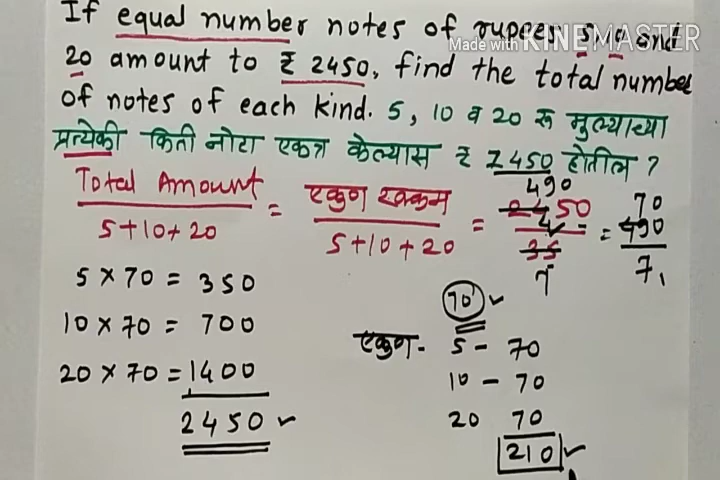 If equal number notes of rupees 5, 10 and
Made with KINEMASTER
20 amount to ₹ 2450, find the total number
of notes of each kind. 5, 10 व 20 रू मुल्याच्या
प्रत्येकी किती नोटा एकत्र केल्यास ₹ 2450 होतील ?
Total Amount / 5+10+20 = एकुण रक्कम / 5+10+20 = 490 2450 / 35 7 = 70 490 / 7
5 × 70 = 350
70
10 × 70 = 700
एकुण - 5 - 70
20 × 70 = 1400
10 - 70
2450
20 70
210